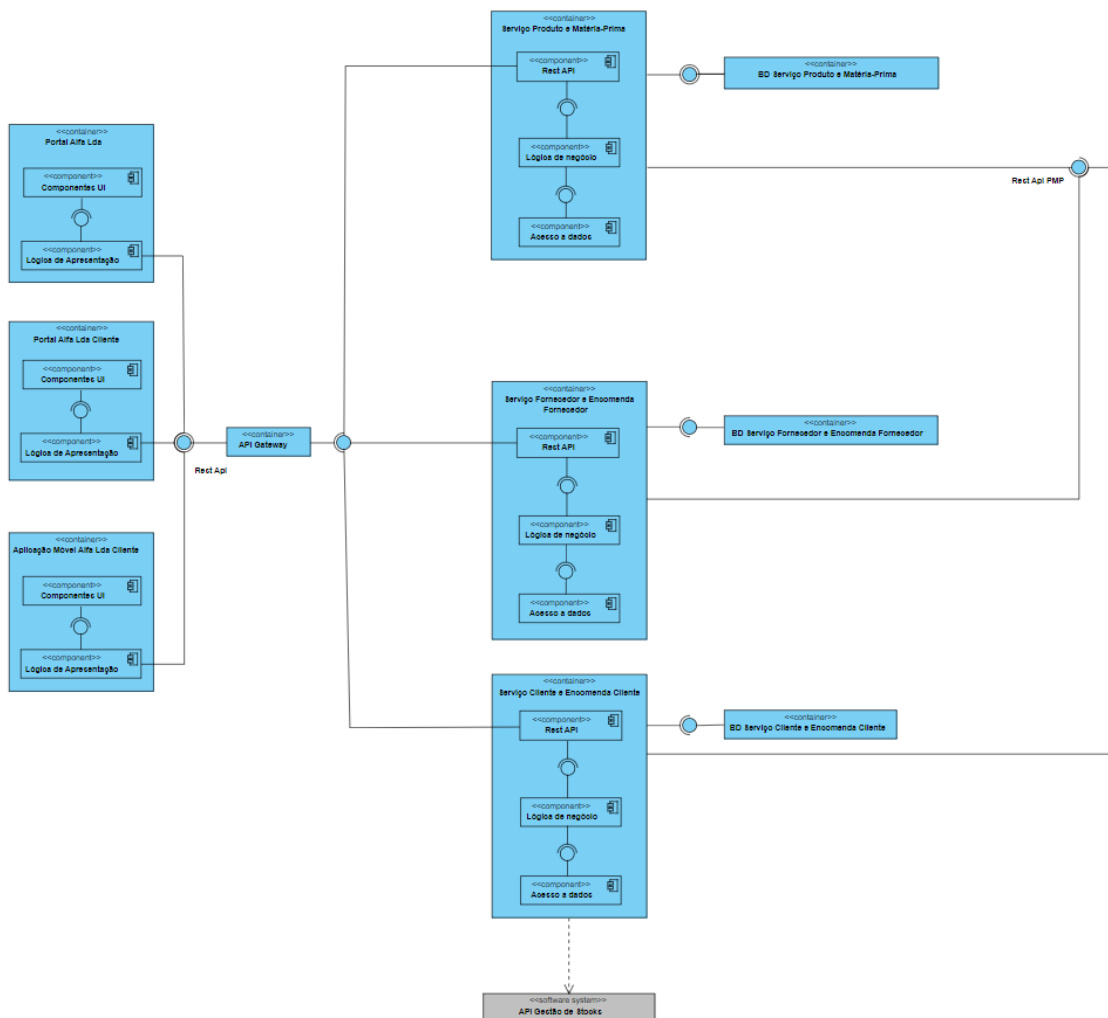 <<container>>
Serviço Produto e Matéria-Prima
<<component>>
Rest API
<<component>>
Lógica de negócio
<<component>>
Acesso a dados
<<container>>
BD Serviço Produto e Matéria-Prima
Rest Api PMP
<<container>>
Portal Alfa Lda
<<component>>
Componentes UI
<<component>>
Lógica de Apresentação
<<container>>
Portal Alfa Lda Cliente
<<component>>
Componentes UI
<<component>>
Lógica de Apresentação
<<container>>
Aplicação Móvel Alfa Lda Cliente
<<component>>
Componentes UI
<<component>>
Lógica de Apresentação
Rest Api
<<container>>
API Gateway
<<container>>
Serviço Fornecedor e Encomenda
Fornecedor
<<component>>
Rest API
<<component>>
Lógica de negócio
<<component>>
Acesso a dados
<<container>>
BD Serviço Fornecedor e Encomenda Fornecedor
<<container>>
Serviço Cliente e Encomenda Cliente
<<component>>
Rest API
<<component>>
Lógica de negócio
<<component>>
Acesso a dados
<<container>>
BD Serviço Cliente e Encomenda Cliente
<<software system>>
API Gestão de Stocks